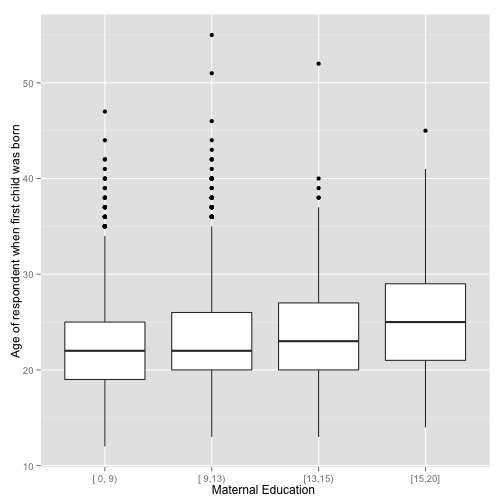 Age of respondent when first child was born
50
40
30
20
10
[ 0, 9)
[ 9,13)
[13,15)
[15,20]
Maternal Education